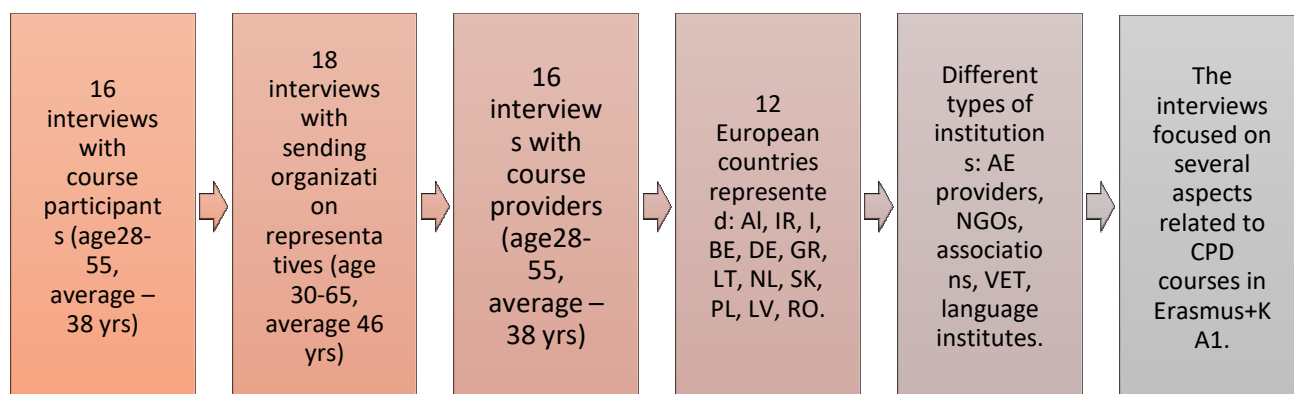 16
interviews
with
course
participant
s (age28-
55,
average –
38 yrs)
18
interviews
with
sending
organizati
on
representa
tives (age
30-65,
average 46
yrs)
16
interview
s with
course
providers
(age28-
55,
average –
38 yrs)
12
European
countries
represente
d: Al, IR, I,
BE, DE, GR,
LT, NL, SK,
PL, LV, RO.
Different
types of
institution
s: AE
providers,
NGOs,
associatio
ns, VET,
language
institutes.
The
interviews
focused on
several
aspects
related to
CPD
courses in
Erasmus+K
A1.